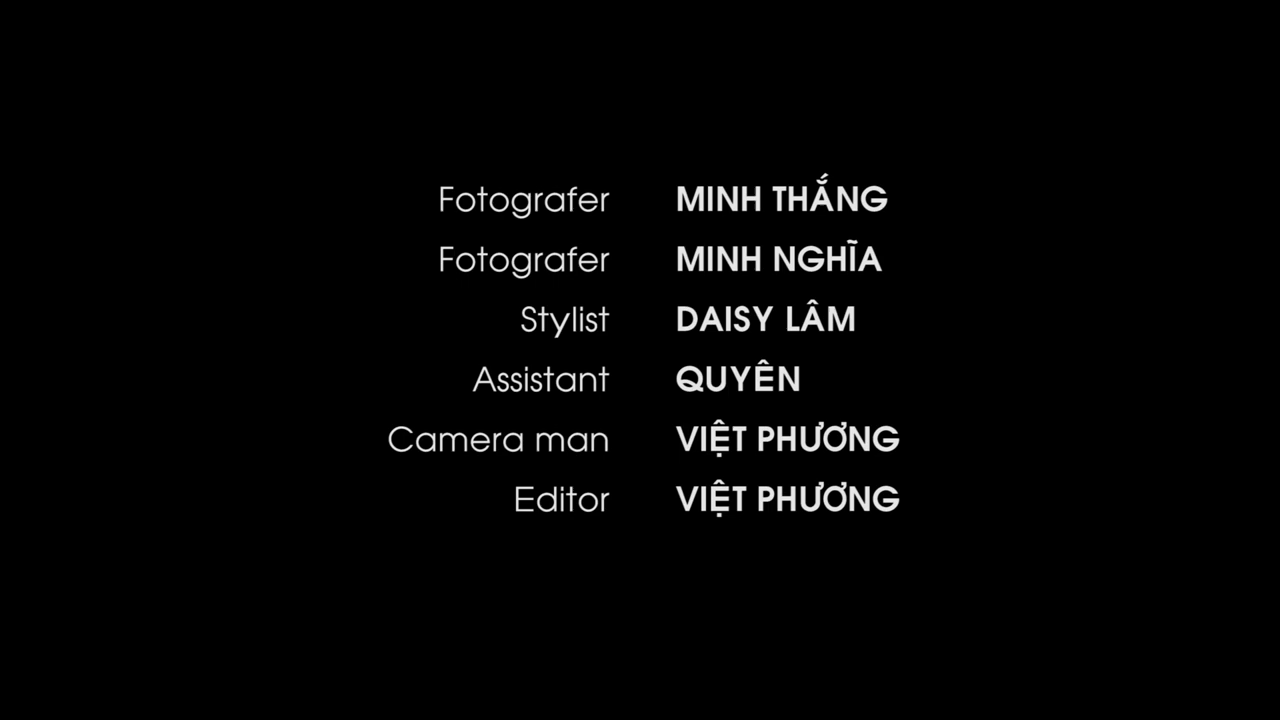 Fotografer MINH THẮNG
Fotografer MINH NGHĨA
Stylist DAISY LÂM
Assistant QUYÊN
Camera man VIỆT PHƯƠNG
Editor VIỆT PHƯƠNG